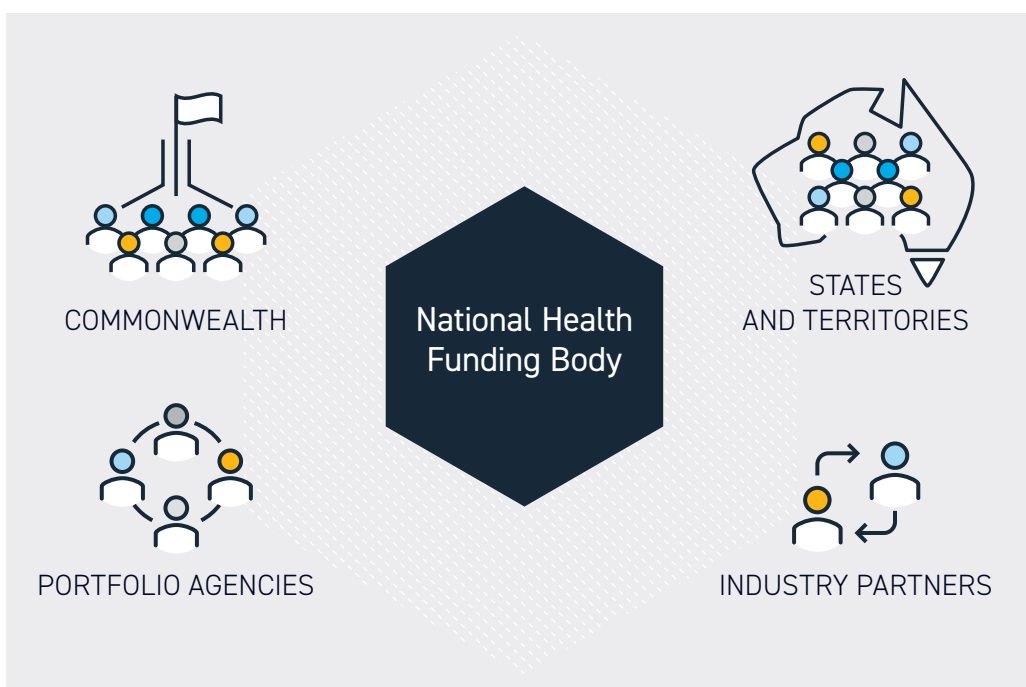 COMMONWEALTH
STATES
AND TERRITORIES
National Health
Funding Body
PORTFOLIO AGENCIES
INDUSTRY PARTNERS